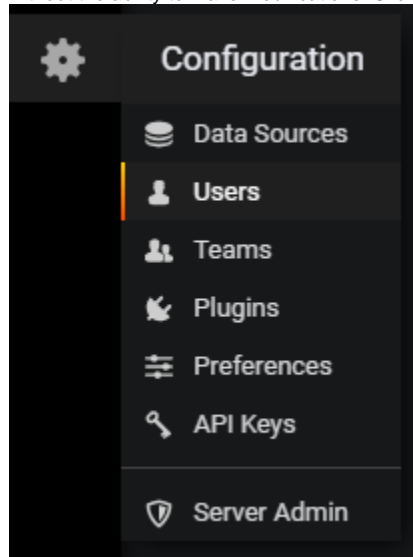 Configuration
Data Sources
Users
Teams
Plugins
Preferences
API Keys
Server Admin